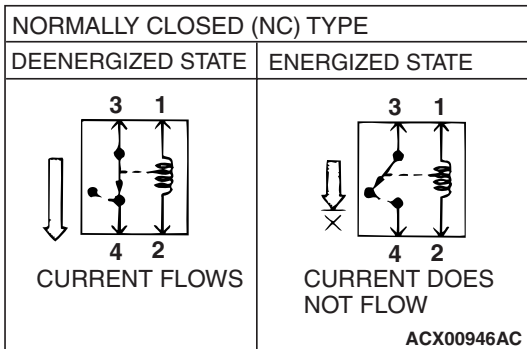 NORMALLY CLOSED (NC) TYPE
DEENERGIZED STATE
ENERGIZED STATE
3 1
4 2
CURRENT FLOWS
3 1
4 2
CURRENT DOES
NOT FLOW
ACX00946AC